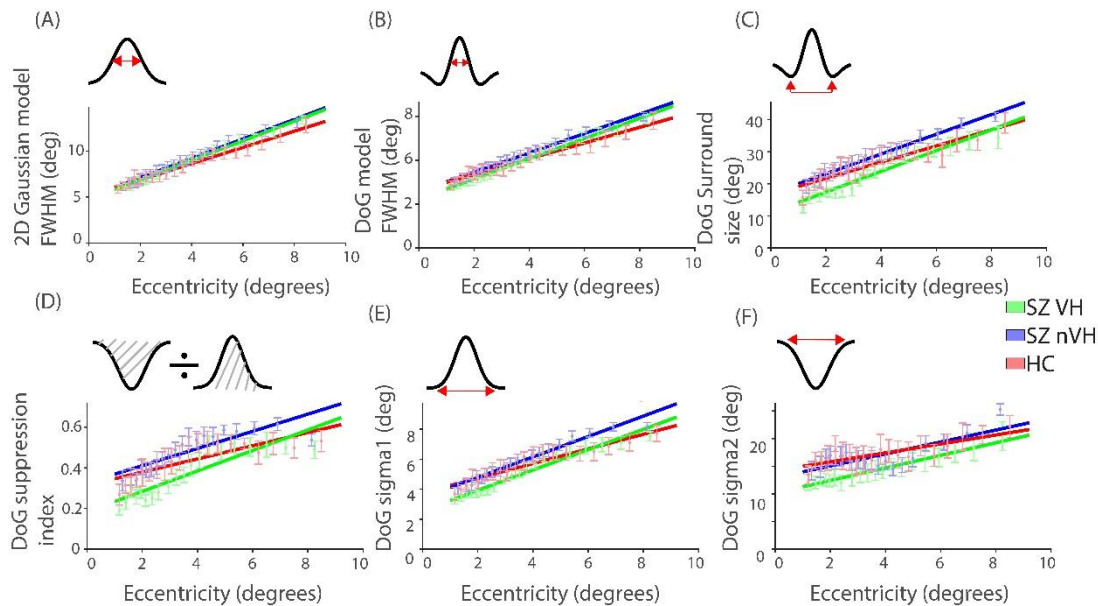 (A)
(B)
(C)
2D Gaussian model
FWHM (deg)
10
5
0
0 2 4 6 8 10
Eccentricity (degrees)
DoG model
FWHM (deg)
8
6
4
2
0
0 2 4 6 8 10
Eccentricity (degrees)
DoG Surround
size (deg)
40
30
20
10
0
0 2 4 6 8 10
Eccentricity (degrees)
(D)
(E)
(F)
SZ VH
SZ nVH
HC
DoG suppression
index
0.6
0.4
0.2
0
0 2 4 6 8 10
Eccentricity (degrees)
DoG sigma1 (deg)
8
6
4
2
0
0 2 4 6 8 10
Eccentricity (degrees)
DoG sigma2 (deg)
20
10
0
0 2 4 6 8 10
Eccentricity (degrees)